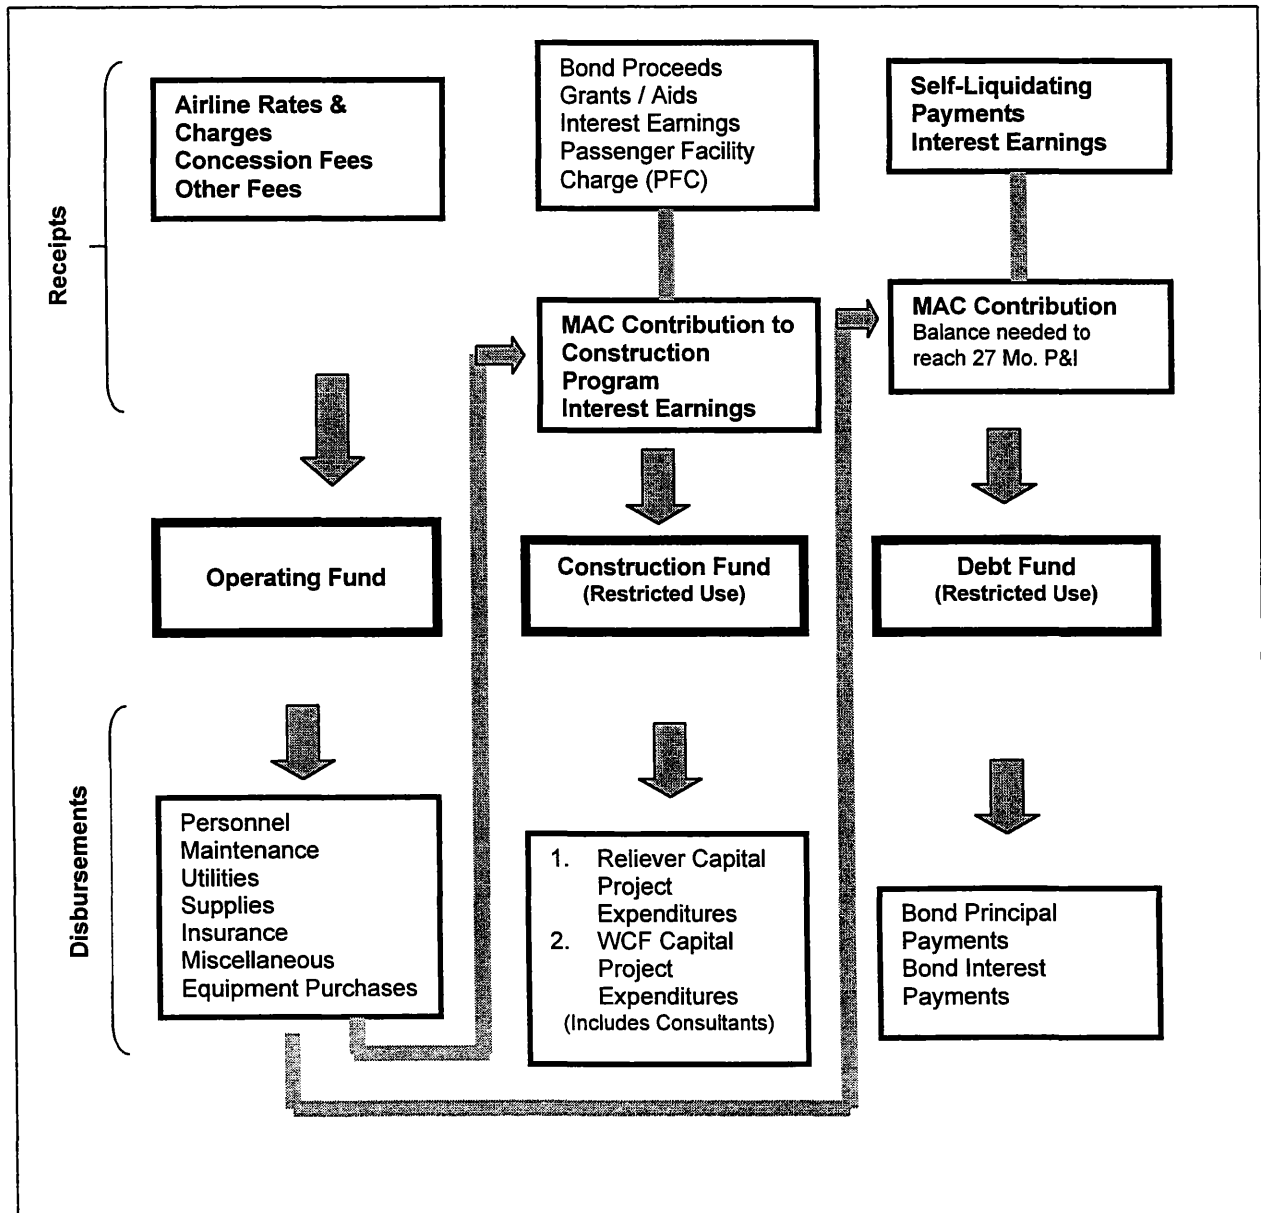 Receipts
Airline Rates &
Charges
Concession Fees
Other Fees
Bond Proceeds
Grants / Aids
Interest Earnings
Passenger Facility
Charge (PFC)
Self-Liquidating
Payments
Interest Earnings
MAC Contribution to
Construction
Program
Interest Earnings
MAC Contribution
Balance needed to
reach 27 Mo. P&I
Operating Fund
Construction Fund
(Restricted Use)
Debt Fund
(Restricted Use)
Disbursements
Personnel
Maintenance
Utilities
Supplies
Insurance
Miscellaneous
Equipment Purchases
1. Reliever Capital
Project
Expenditures
2. WCF Capital
Project
Expenditures
(Includes Consultants)
Bond Principal
Payments
Bond Interest
Payments